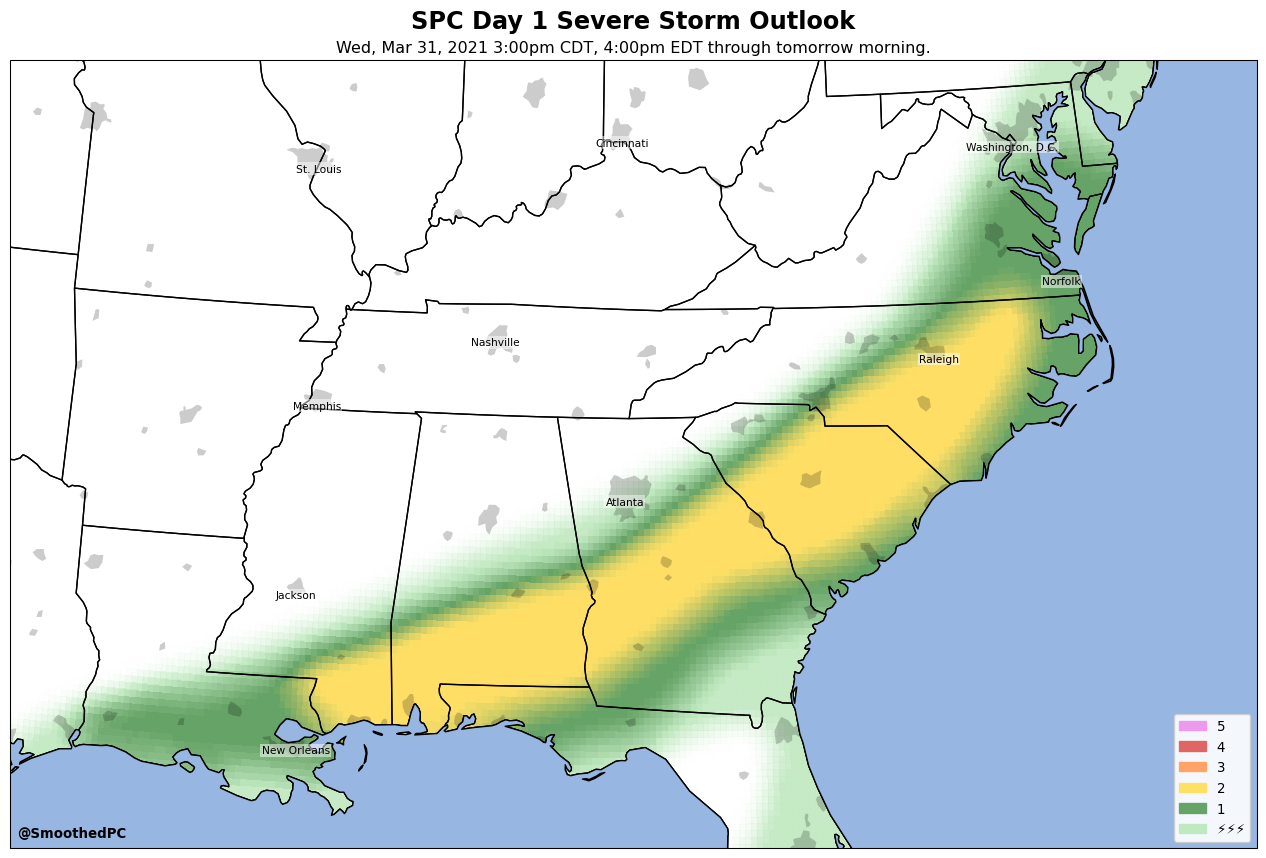 SPC Day 1 Severe Storm Outlook
Wed, Mar 31, 2021 3:00pm CDT, 4:00pm EDT through tomorrow morning.
Cincinnati
Washington, D.C.
St. Louis
Norfolk
Nashville
Raleigh
Memphis
Atlanta
Jackson
New Orleans
5
4
3
2
1
⚡⚡⚡
@SmoothedPC